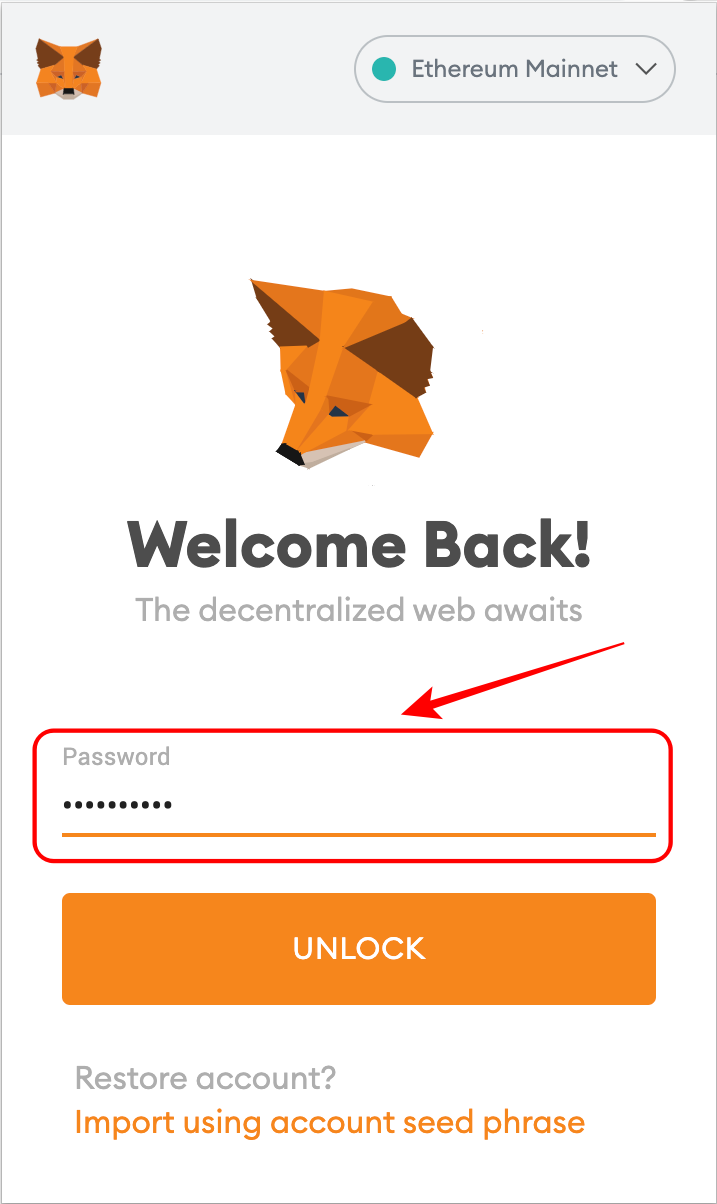 Ethereum Mainnet
Welcome Back!
The decentralized web awaits
Password
••••••••••
UNLOCK
Restore account?
Import using account seed phrase